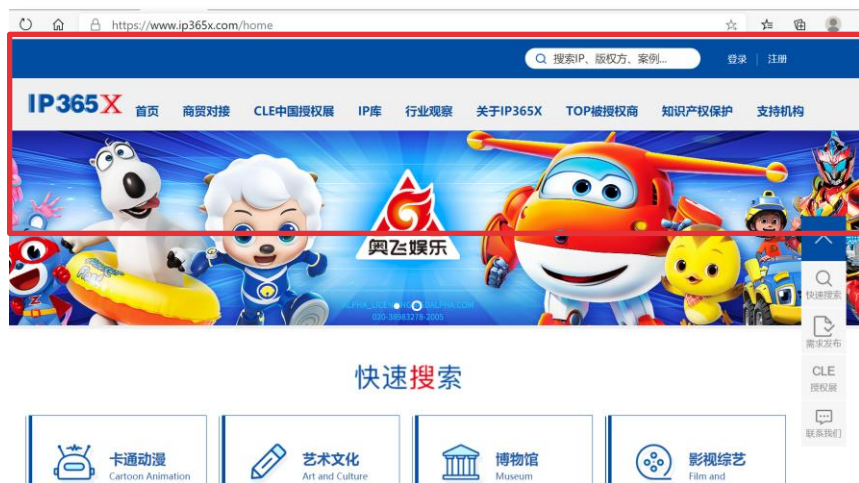 https://www.ip365x.com/home
搜索IP、版权方、案例...
登录 | 注册
IP365X
首页 商贸对接 CLE中国授权展 IP库 行业观察 关于IP365X TOP被授权商 知识产权保护 支持机构
奥飞娱乐
020-38983278-2005
快速搜索
需求发布
CLE
授权展
联系我们
快速搜索
卡通动漫
Cartoon Animation
艺术文化
Art and Culture
博物馆
Museum
影视综艺
Film and